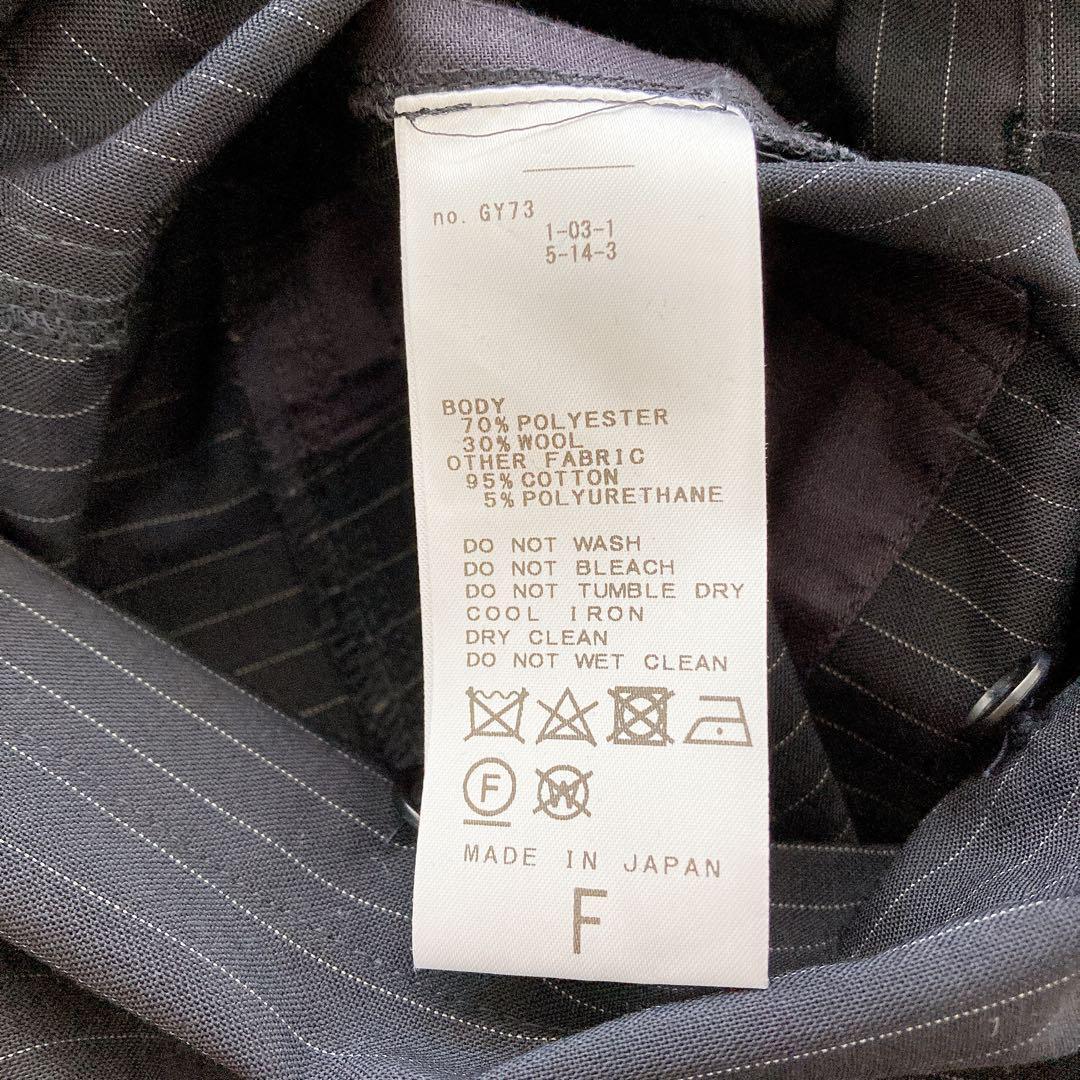 no. GY73
1-03-1
5-14-3
BODY
70% POLYESTER
30% WOOL
OTHER FABRIC
95% COTTON
5% POLYURETHANE
DO NOT WASH
DO NOT BLEACH
DO NOT TUMBLE DRY
COOL IRON
DRY CLEAN
DO NOT WET CLEAN
F W
MADE IN JAPAN
F